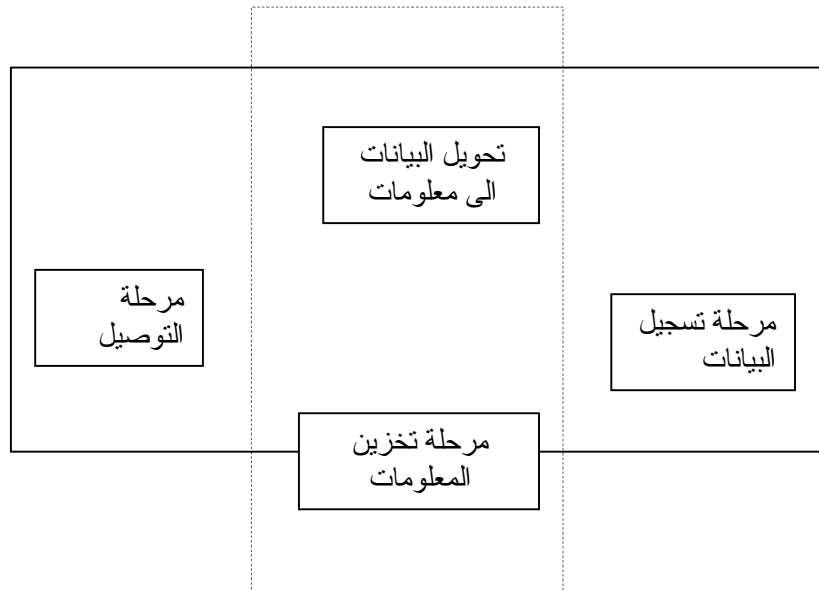 تحويل البيانات
الى معلومات
مرحلة تسجيل
البيانات
مرحلة
التوصيل
مرحلة تخزين
المعلومات